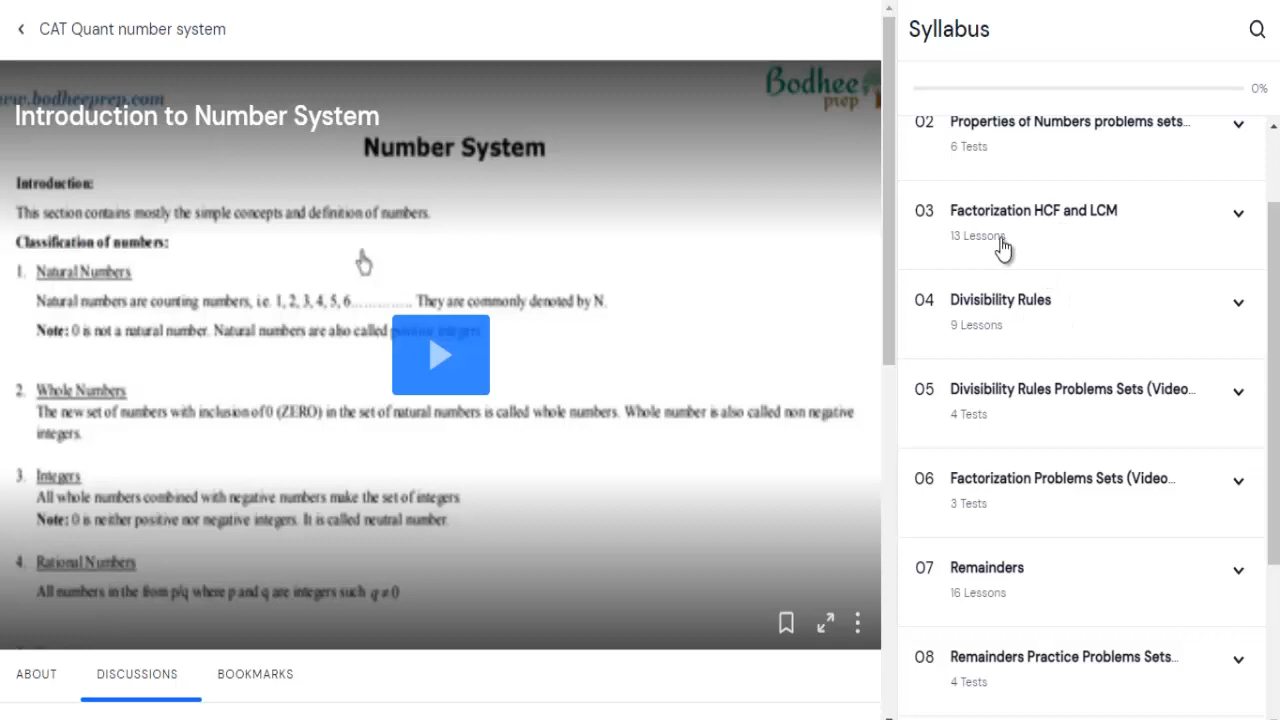 CAT Quant number system
www.bodheeprep.com
Bodhee
prep
Introduction to Number System
Number System
Introduction:
This section contains mostly the simple concepts and definition of numbers.
Classification of numbers:
1. Natural Numbers
Natural numbers are counting numbers, i.e. 1, 2, 3, 4, 5, 6…………… They are commonly denoted by N.
Note: 0 is not a natural number. Natural numbers are also called positive integers.
2. Whole Numbers
The new set of numbers with inclusion of 0 (ZERO) in the set of natural numbers is called whole numbers. Whole number is also called non negative
integers.
3. Integers
All whole numbers combined with negative numbers make the set of integers
Note: 0 is neither positive nor negative integers. It is called neutral number.
4. Rational Numbers
All numbers in the from p/q where p and q are integers such q ≠ 0
ABOUT
DISCUSSIONS
BOOKMARKS
Syllabus
0%
02 Properties of Numbers problems sets...
6 Tests
03 Factorization HCF and LCM
13 Lessons
04 Divisibility Rules
9 Lessons
05 Divisibility Rules Problems Sets (Video...
4 Tests
06 Factorization Problems Sets (Video...
3 Tests
07 Remainders
16 Lessons
08 Remainders Practice Problems Sets...
4 Tests